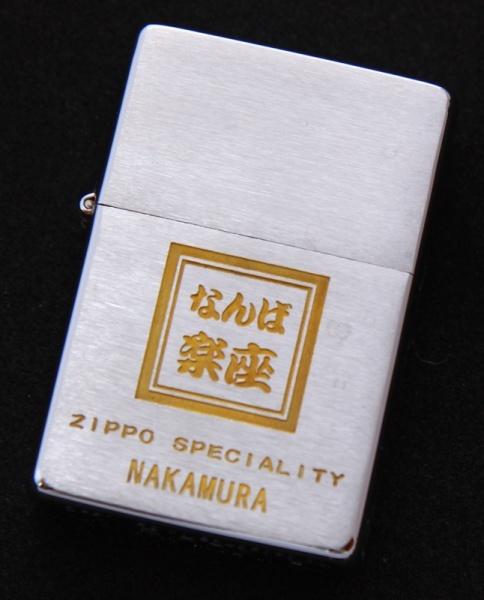 なんば
楽座
ZIPPO SPECIALITY
NAKAMURA